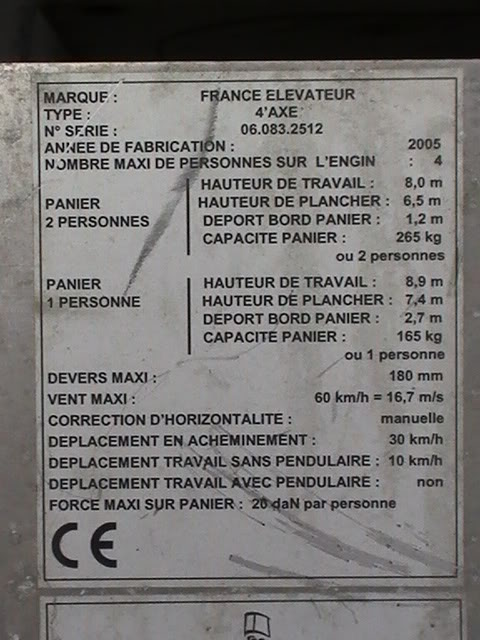 MARQUE : FRANCE ELEVATEUR
TYPE : 4'AXE
N° SERIE : 06.083.2512
ANNEE DE FABRICATION : 2005
NOMBRE MAXI DE PERSONNES SUR L'ENGIN : 4
HAUTEUR DE TRAVAIL : 8,0 m
PANIER HAUTEUR DE PLANCHER : 6,5 m
2 PERSONNES DEPORT BORD PANIER : 1,2 m
CAPACITE PANIER : 265 kg
ou 2 personnes
PANIER HAUTEUR DE TRAVAIL : 8,9 m
1 PERSONNE HAUTEUR DE PLANCHER : 7,4 m
DEPORT BORD PANIER : 2,7 m
CAPACITE PANIER : 165 kg
ou 1 personne
DEVERS MAXI : 180 mm
VENT MAXI : 60 km/h = 16,7 m/s
CORRECTION D'HORIZONTALITE : manuelle
DEPLACEMENT EN ACHEMINEMENT : 30 km/h
DEPLACEMENT TRAVAIL SANS PENDULAIRE : 10 km/h
DEPLACEMENT TRAVAIL AVEC PENDULAIRE : non
FORCE MAXI SUR PANIER : 20 daN par personne
CE